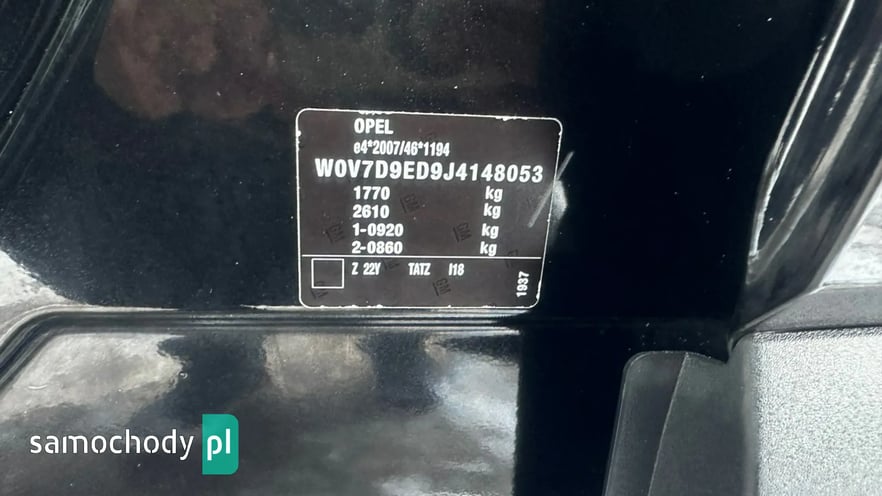 OPEL
e4*2007/46*1194
W0V7D9ED9J4148053
1770 kg
2610 kg
1-0920 kg
2-0860 kg
Z 22Y TATZ I18
1937
GM
samochody pl